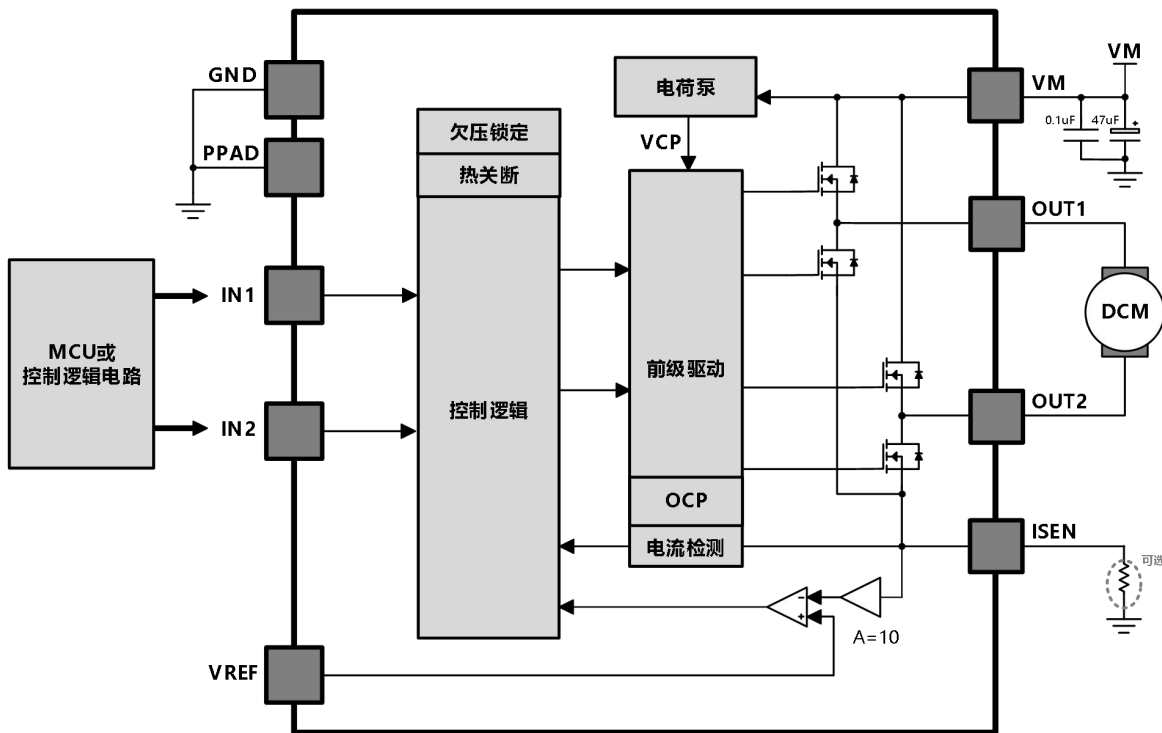 GND
PPAD
IN1
IN2
VREF
MCU或
控制逻辑电路
欠压锁定
热关断
控制逻辑
电荷泵
VCP
前级驱动
OCP
电流检测
-
+
A=10
VM
VM
0.1uF
47uF
+
OUT1
DCM
OUT2
ISEN
可选